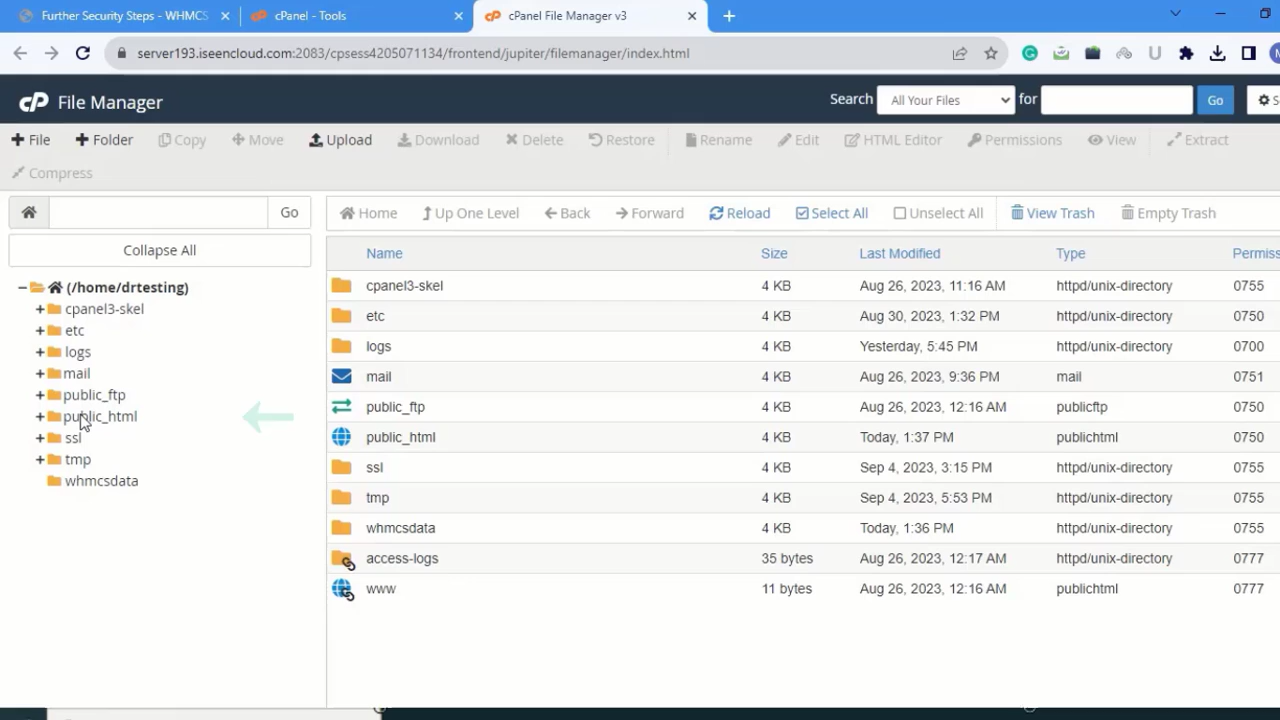 Further Security Steps - WHMCS
cPanel - Tools
cPanel File Manager v3
server193.iseencloud.com:2083/cpsess4205071134/frontend/jupiter/filemanager/index.html
cP File Manager
Search All Your Files for Go
File Folder Copy Move Upload Download Delete Restore Rename Edit HTML Editor Permissions View Extract
Compress
Go
Home Up One Level Back Forward Reload Select All Unselect All View Trash Empty Trash
Collapse All
(/home/drtesting)
cpanel3-skel
etc
logs
mail
public_ftp
public_html
ssl
tmp
whmcsdata
Name Size Last Modified Type Permiss
cpanel3-skel 4 KB Aug 26, 2023, 11:16 AM httpd/unix-directory 0755
etc 4 KB Aug 30, 2023, 1:32 PM httpd/unix-directory 0750
logs 4 KB Yesterday, 5:45 PM httpd/unix-directory 0700
mail 4 KB Aug 26, 2023, 9:36 PM mail 0751
public_ftp 4 KB Aug 26, 2023, 12:16 AM publicftp 0750
public_html 4 KB Today, 1:37 PM publichtml 0750
ssl 4 KB Sep 4, 2023, 3:15 PM httpd/unix-directory 0755
tmp 4 KB Sep 4, 2023, 5:53 PM httpd/unix-directory 0755
whmcsdata 4 KB Today, 1:36 PM httpd/unix-directory 0755
access-logs 35 bytes Aug 26, 2023, 12:17 AM httpd/unix-directory 0777
www 11 bytes Aug 26, 2023, 12:16 AM publichtml 0777